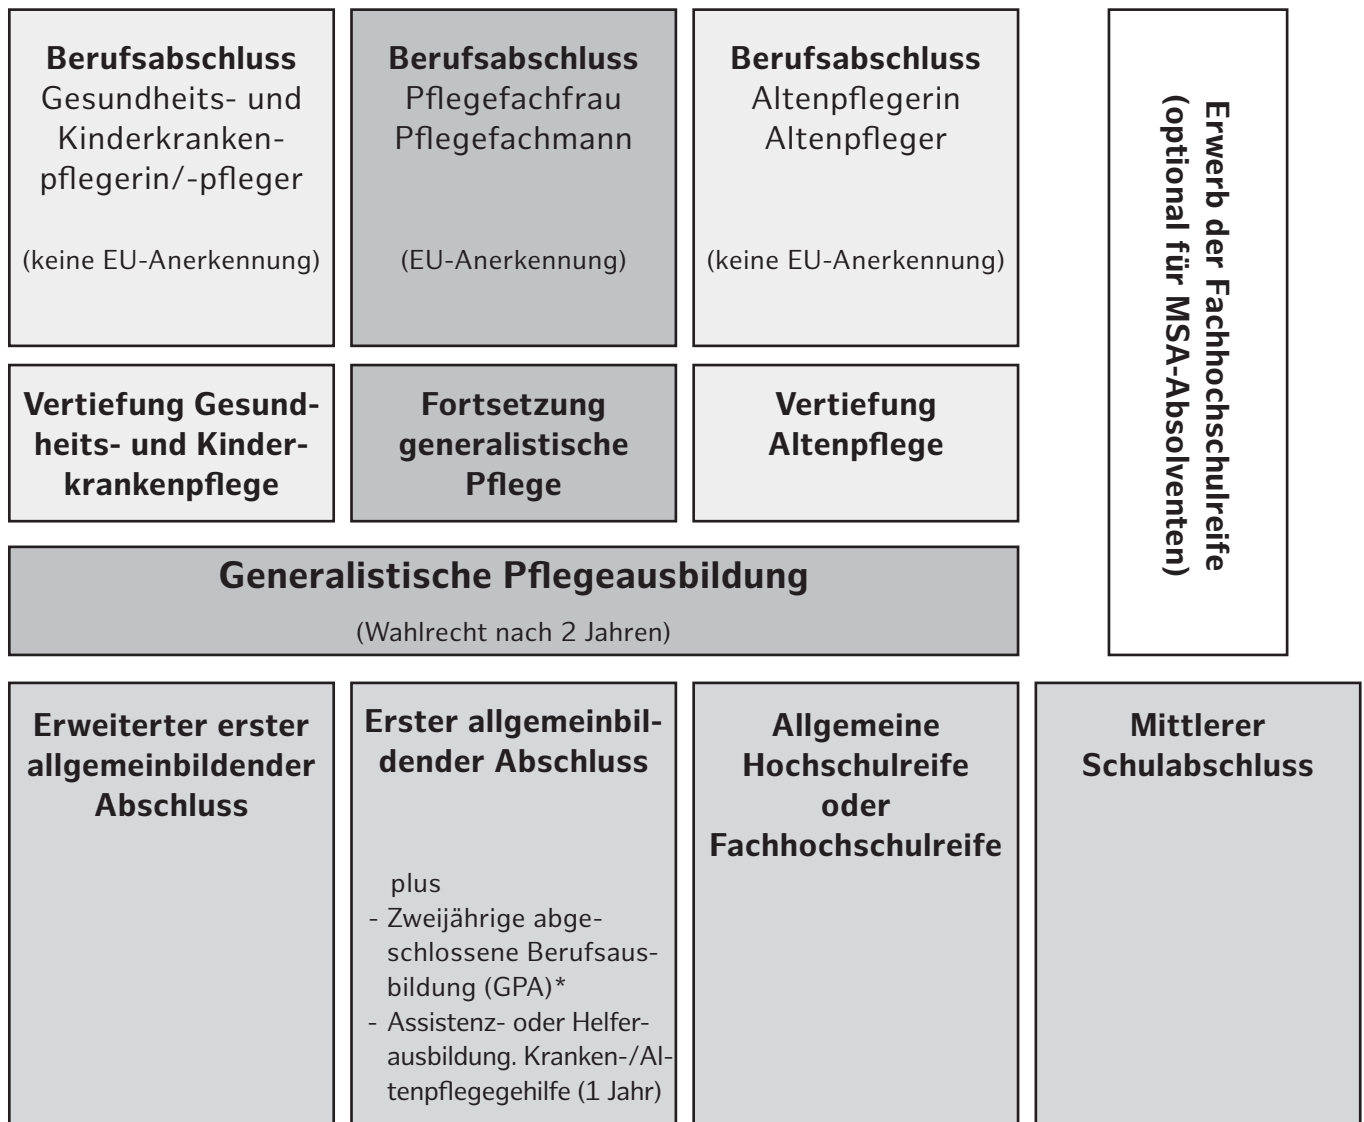 Berufsabschluss
Gesundheits- und
Kinderkranken-
pflegerin/-pfleger
(keine EU-Anerkennung)
Berufsabschluss
Pflegefachfrau
Pflegefachmann
(EU-Anerkennung)
Berufsabschluss
Altenpflegerin
Altenpfleger
(keine EU-Anerkennung)
Erwerb der Fachhochschulreife
(optional für MSA-Absolventen)
Vertiefung Gesund-
heits- und Kinder-
krankenpflege
Fortsetzung
generalistische
Pflege
Vertiefung
Altenpflege
Generalistische Pflegeausbildung
(Wahlrecht nach 2 Jahren)
Erweiterter erster
allgemeinbildender
Abschluss
Erster allgemeinbil-
dender Abschluss
plus
- Zweijährige abge-
schlossene Berufsaus-
bildung (GPA)*
- Assistenz- oder Helfer-
ausbildung. Kranken-/Al-
tenpflegegehilfe (1 Jahr)
Allgemeine
Hochschulreife
oder
Fachhochschulreife
Mittlerer
Schulabschluss